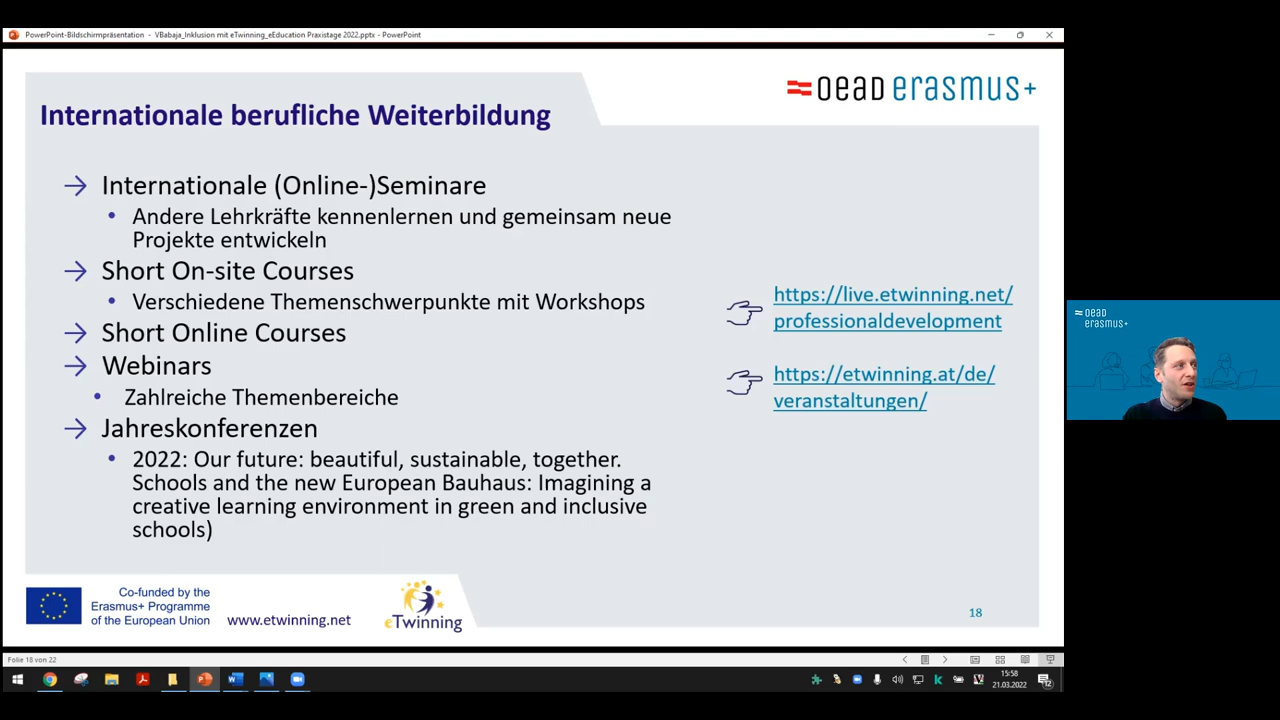 PowerPoint-Bildschirmpräsentation - VBabaja_Inklusion mit eTwinning_eEducation Praxistage 2022.pptx - PowerPoint
oead erasmus+
Internationale berufliche Weiterbildung
→ Internationale (Online-)Seminare
• Andere Lehrkräfte kennenlernen und gemeinsam neue
Projekte entwickeln
→ Short On-site Courses
• Verschiedene Themenschwerpunkte mit Workshops
→ Short Online Courses
→ Webinars
• Zahlreiche Themenbereiche
→ Jahreskonferenzen
• 2022: Our future: beautiful, sustainable, together.
Schools and the new European Bauhaus: Imagining a
creative learning environment in green and inclusive
schools)
https://live.etwinning.net/
professionaldevelopment
https://etwinning.at/de/
veranstaltungen/
oead
erasmus+
Co-funded by the
Erasmus+ Programme
of the European Union
www.etwinning.net
eTwinning
18
Folie 18 von 22
15:58
21.03.2022
12